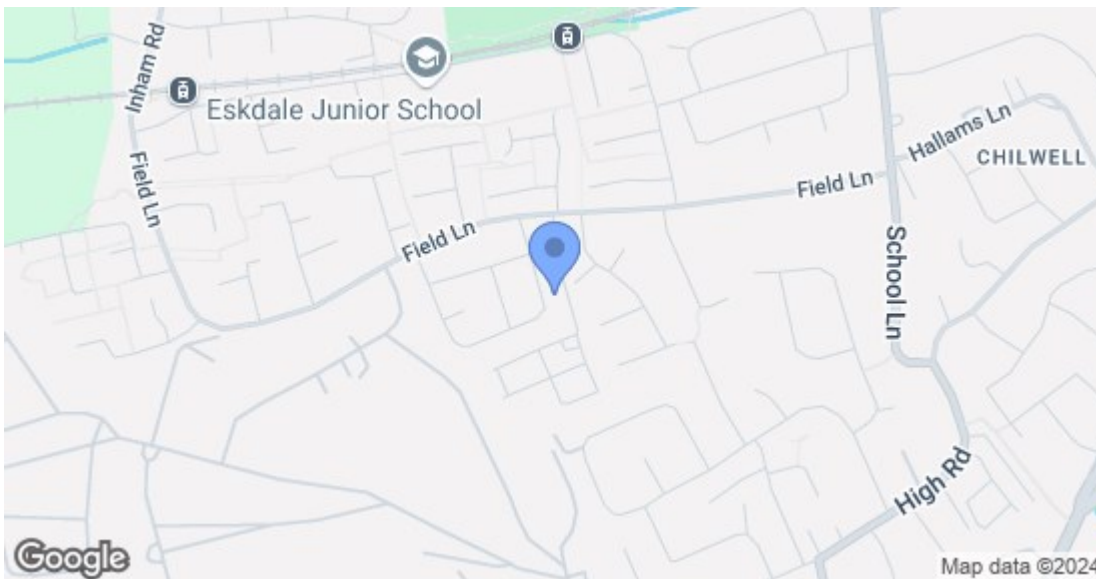 Inham Rd
Eskdale Junior School
Hallams Ln
CHILWELL
Field Ln
Field Ln
Field Ln
School Ln
High Rd
Google
Map data ©2024